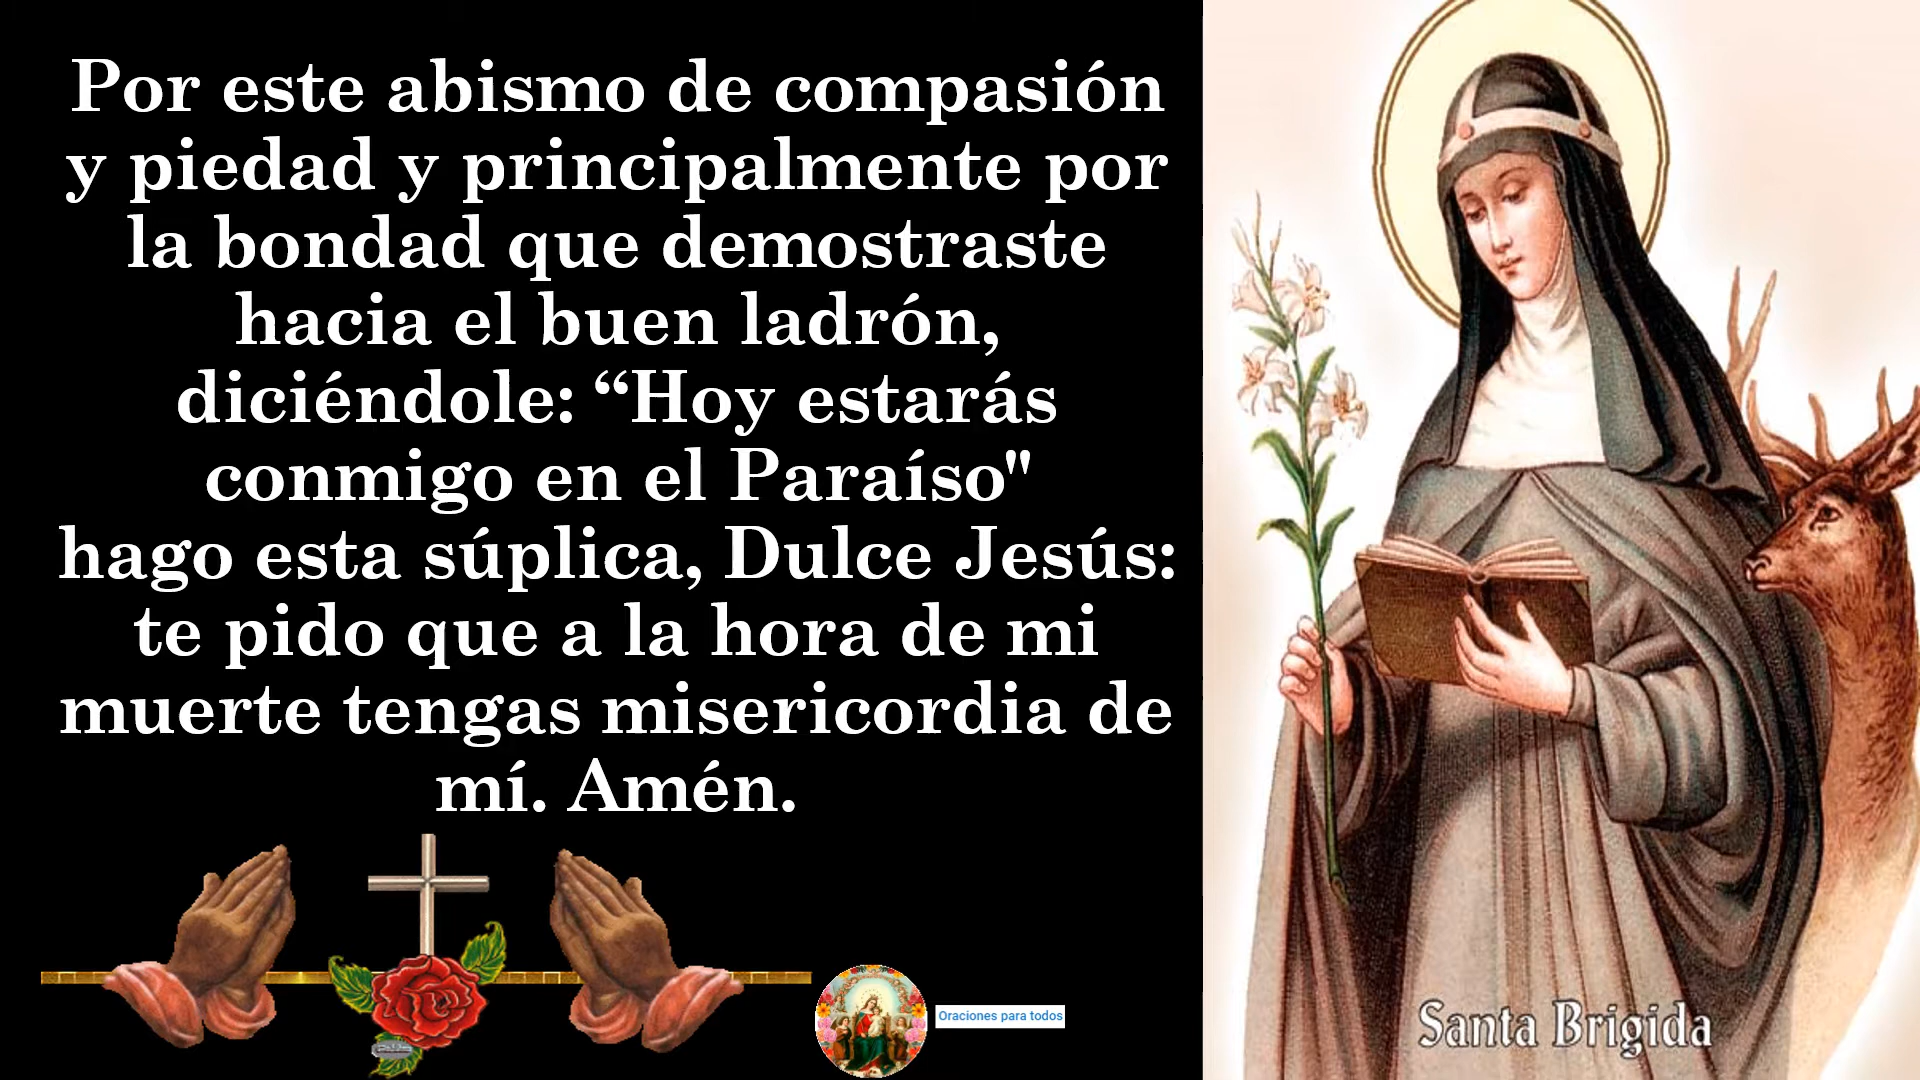 Por este abismo de compasión
y piedad y principalmente por
la bondad que demostraste
hacia el buen ladrón,
diciéndole: “Hoy estarás
conmigo en el Paraíso"
hago esta súplica, Dulce Jesús:
te pido que a la hora de mi
muerte tengas misericordia de
mí. Amén.
Oraciones para todos
Santa Brigida